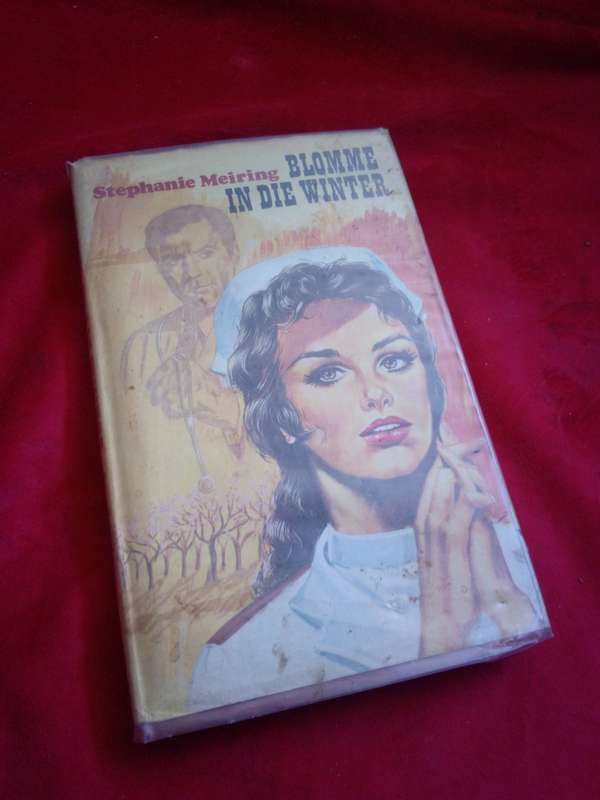 Stephanie Meiring
BLOMME
IN DIE WINTER